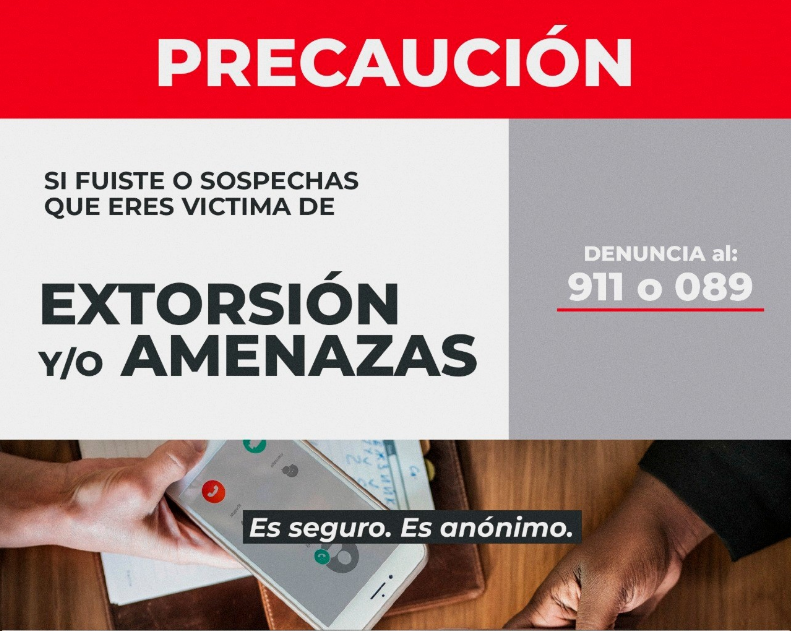 PRECAUCIÓN
SI FUISTE O SOSPECHAS
QUE ERES VICTIMA DE
EXTORSIÓN
Y/O AMENAZAS
DENUNCIA al:
911 o 089
Es seguro. Es anónimo.